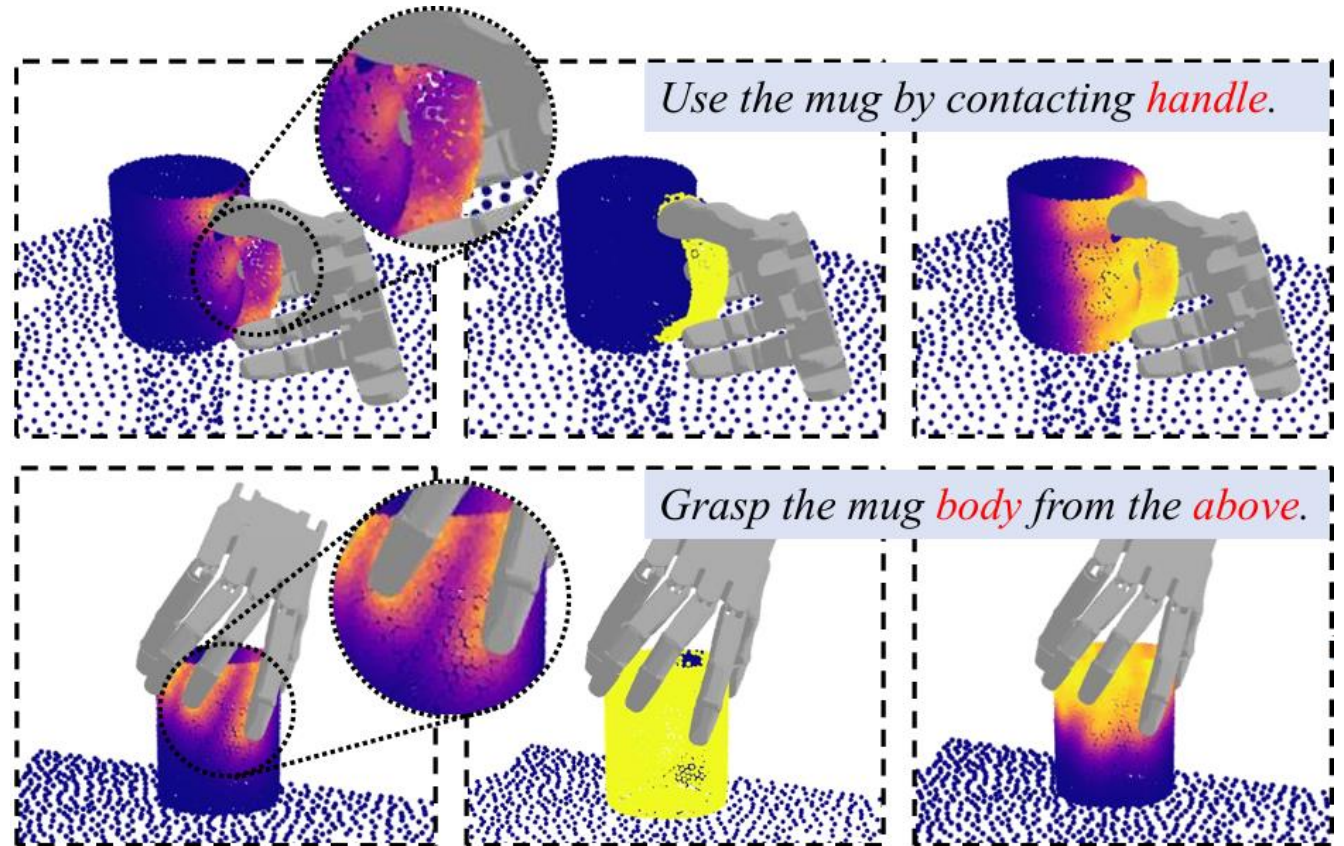 Use the mug by contacting handle.
Grasp the mug body from the above.